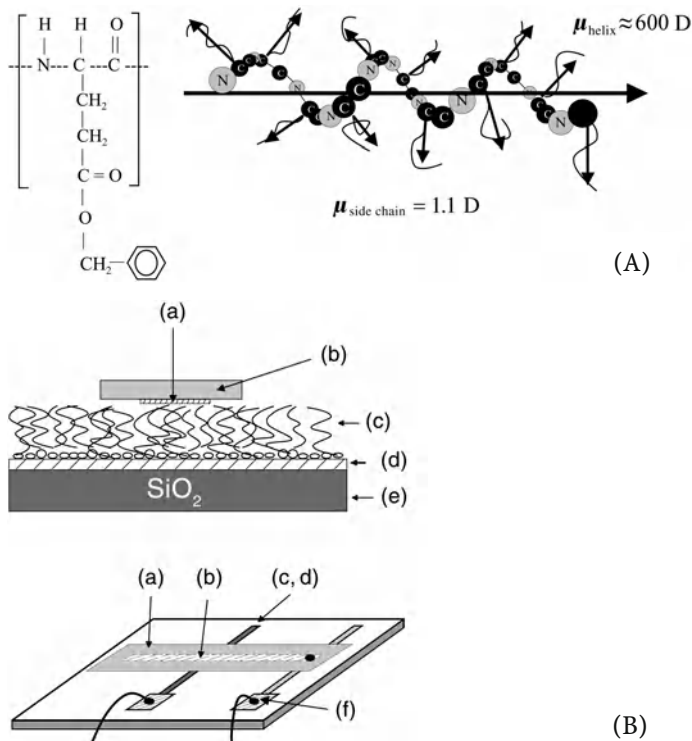 H H O
N C C
CH₂
CH₂
C=O
O
CH₂
N C C C N C C N C C C N C C N C C N C C C N
μhelix ≈ 600 D
μside chain = 1.1 D
(A)
(a)
(b)
(c)
(d)
SiO₂
(e)
(a) (b) (c, d)
(f)
(B)